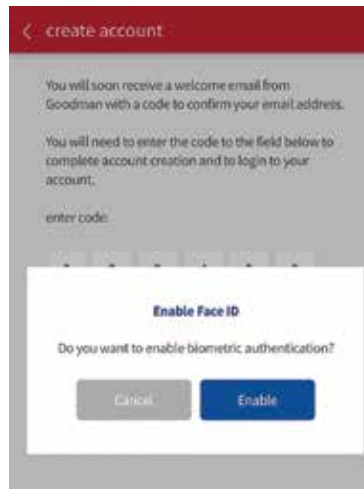 create account
You will soon receive a welcome email from
Goodman with a code to confirm your email address.
You will need to enter the code to the field below to
complete account creation and to login to your
account.
enter code:
Enable Face ID
Do you want to enable biometric authentication?
Cancel
Enable